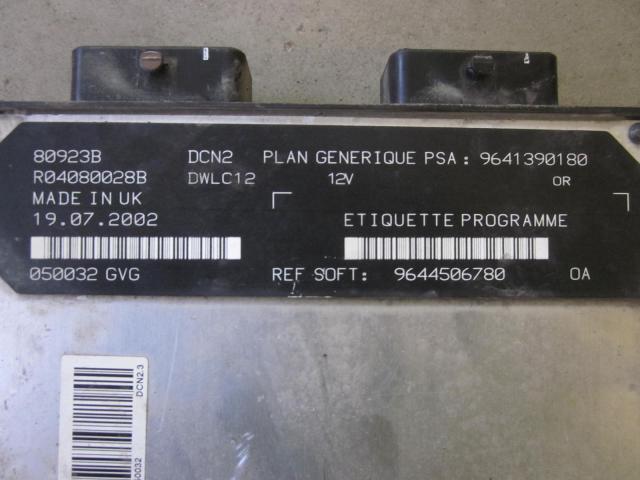 80923B DCN2 PLAN GENERIQUE PSA : 9641390180
R04080028B DWLC12 12V OR
MADE IN UK
19.07.2002 ETIQUETTE PROGRAMME
050032 GVG REF SOFT: 9644506780 OA
DCN2.3